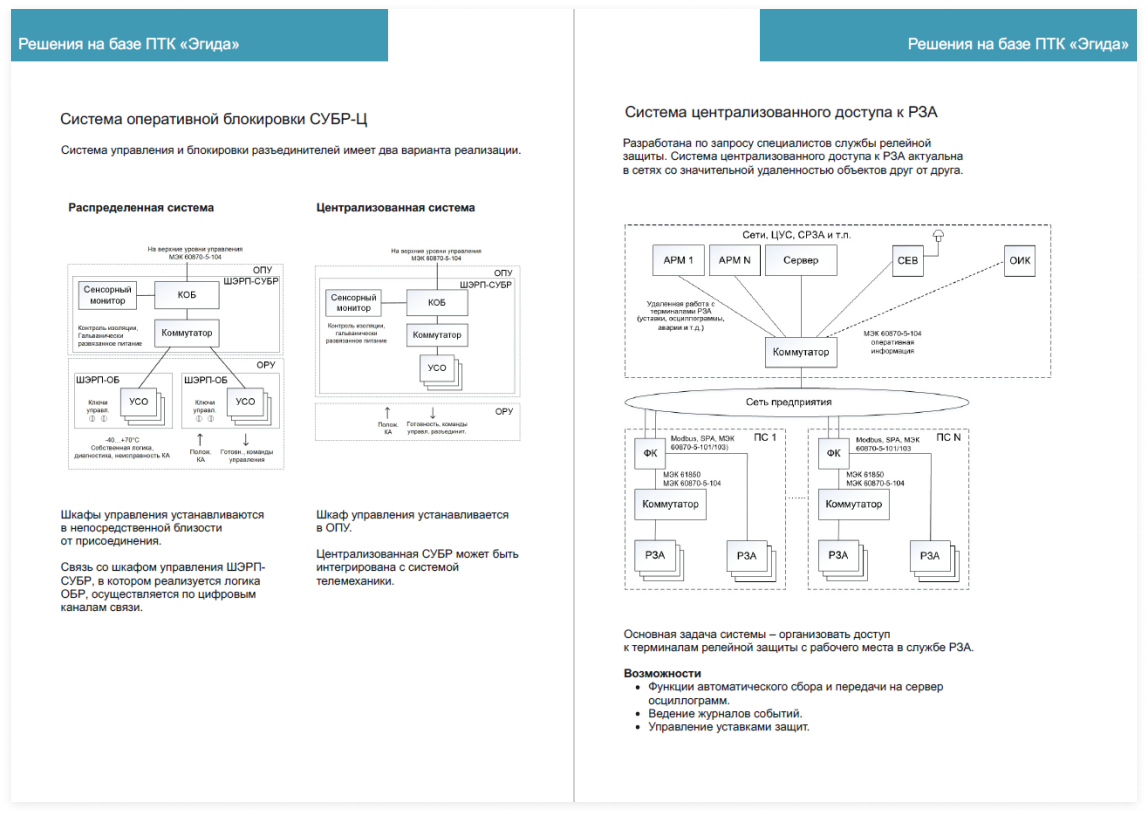 Решения на базе ПТК «Эгида»
Система оперативной блокировки СУБР-Ц
Система управления и блокировки разъединителей имеет два варианта реализации.
Распределенная система
На верхние уровни управления
МЭК 60870-5-104
ОПУ
ШЭРП-СУБР
Сенсорный
монитор
КОБ
Контроль изоляции,
Гальванически
развязанное питание
Коммутатор
ОРУ
ШЭРП-ОБ
УСО
Ключи
управл.
ШЭРП-ОБ
УСО
Ключи
управл.
-40...+70°С
Собственная логика,
диагностика, неисправность КА
Полож.
КА
Готовн., команды
управления
Шкафы управления устанавливаются
в непосредственной близости
от присоединения.
Связь со шкафом управления ШЭРП-
СУБР, в котором реализуется логика
ОБР, осуществляется по цифровым
каналам связи.
Централизованная система
На верхние уровни управления
МЭК 60870-5-104
ОПУ
ШЭРП-СУБР
Сенсорный
монитор
КОБ
Контроль изоляции,
гальванически
развязанное питание
Коммутатор
УСО
ОРУ
Полож.
КА
Готовность, команды
управл. разъединит.
Шкаф управления устанавливается
в ОПУ.
Централизованная СУБР может быть
интегрирована с системой
телемеханики.
Решения на базе ПТК «Эгида»
Система централизованного доступа к РЗА
Разработана по запросу специалистов службы релейной
защиты. Система централизованного доступа к РЗА актуальна
в сетях со значительной удаленностью объектов друг от друга.
Сети, ЦУС, СРЗА и т.п.
АРМ 1
АРМ N
Сервер
СЕВ
ОИК
Удаленная работа с
терминалами РЗА
(уставки, осциллограммы,
аварии и т.д.)
МЭК 60870-5-104
оперативная
информация
Коммутатор
Сеть предприятия
ПС 1
ФК
Modbus, SPA, МЭК
60870-5-101/103)
МЭК 61850
МЭК 60870-5-104
Коммутатор
РЗА
РЗА
ПС N
ФК
Modbus, SPA, МЭК
60870-5-101/103
МЭК 61850
МЭК 60870-5-104
Коммутатор
РЗА
РЗА
Основная задача системы – организовать доступ
к терминалам релейной защиты с рабочего места в службе РЗА.
Возможности
• Функции автоматического сбора и передачи на сервер
осциллограмм.
• Ведение журналов событий.
• Управление уставками защит.